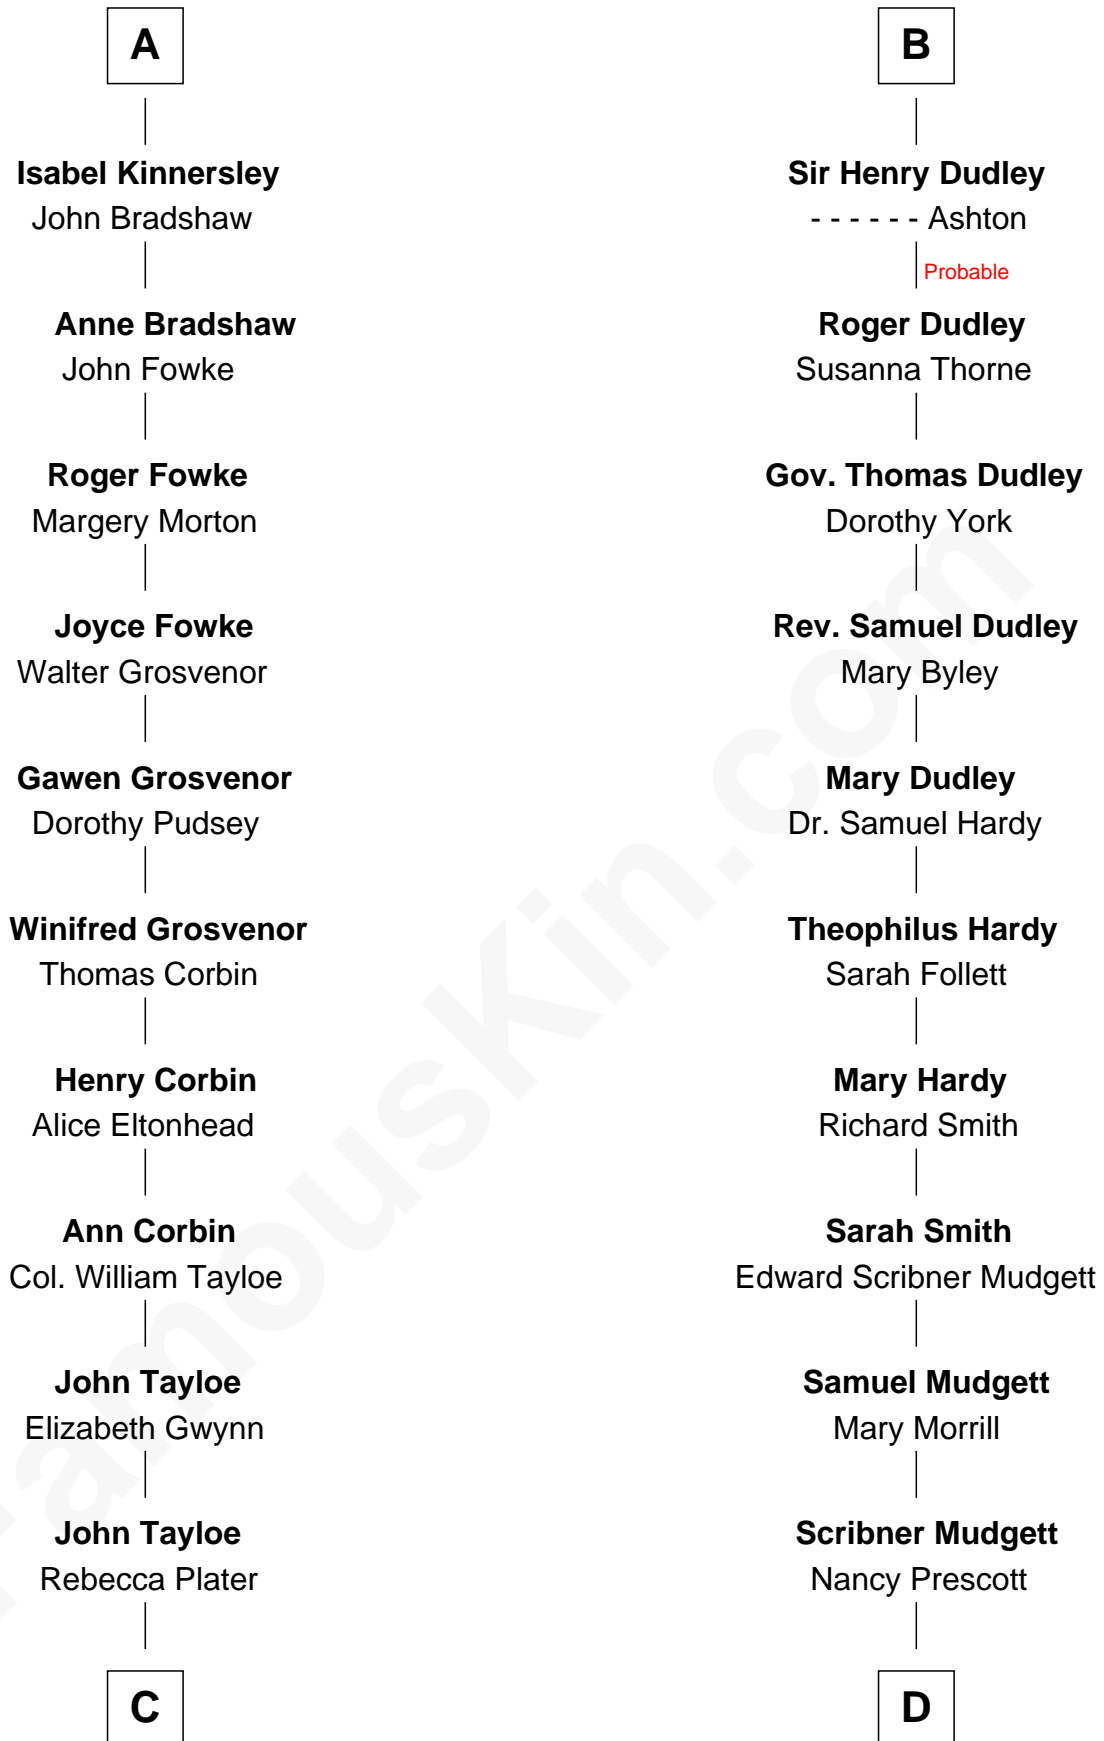 A
Isabel Kinnersley
John Bradshaw
Anne Bradshaw
John Fowke
Roger Fowke
Margery Morton
Joyce Fowke
Walter Grosvenor
Gawen Grosvenor
Dorothy Pudsey
Winifred Grosvenor
Thomas Corbin
Henry Corbin
Alice Eltonhead
Ann Corbin
Col. William Tayloe
John Tayloe
Elizabeth Gwynn
John Tayloe
Rebecca Plater
C
B
Sir Henry Dudley
- - - - - - Ashton
Probable
Roger Dudley
Susanna Thorne
Gov. Thomas Dudley
Dorothy York
Rev. Samuel Dudley
Mary Byley
Mary Dudley
Dr. Samuel Hardy
Theophilus Hardy
Sarah Follett
Mary Hardy
Richard Smith
Sarah Smith
Edward Scribner Mudgett
Samuel Mudgett
Mary Morrill
Scribner Mudgett
Nancy Prescott
D
FamousKin.com